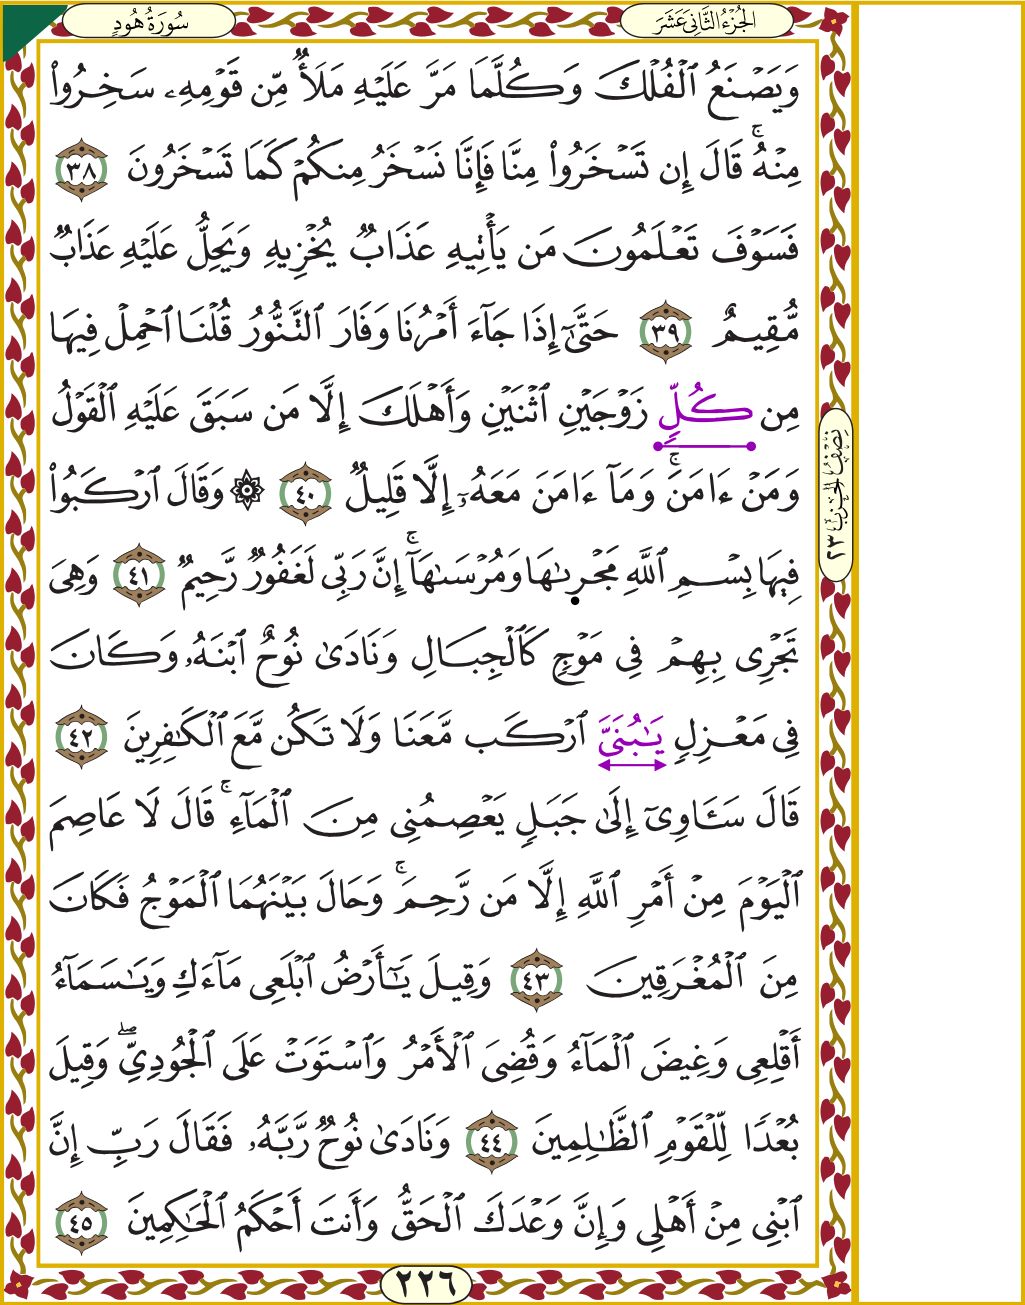 الجُزْءُ الثَّانِي عَشَرَ
سُورَةُ هُودٍ
وَيَصۡنَعُ ٱلۡفُلۡكَ وَكُلَّمَا مَرَّ عَلَيۡهِ مَلَأٞ مِّن قَوۡمِهِۦ سَخِرُواْ
مِنۡهُۚ قَالَ إِن تَسۡخَرُواْ مِنَّا فَإِنَّا نَسۡخَرُ مِنكُمۡ كَمَا تَسۡخَرُونَ ٣٨
فَسَوۡفَ تَعۡلَمُونَ مَن يَأۡتِيهِ عَذَابٞ يُخۡزِيهِ وَيَحِلُّ عَلَيۡهِ عَذَابٞ
مُّقِيمٌ ٣٩ حَتَّىٰٓ إِذَا جَآءَ أَمۡرُنَا وَفَارَ ٱلتَّنُّورُ قُلۡنَا ٱحۡمِلۡ فِيهَا
مِن كُلِّٖ زَوۡجَيۡنِ ٱثۡنَيۡنِ وَأَهۡلَكَ إِلَّا مَن سَبَقَ عَلَيۡهِ ٱلۡقَوۡلُ
وَمَنۡ ءَامَنَۚ وَمَآ ءَامَنَ مَعَهُۥٓ إِلَّا قَلِيلٞ ٤٠ ۞ وَقَالَ ٱرۡكَبُواْ
فِيهَا بِسۡمِ ٱللَّهِ مَجۡرٜىٰهَا وَمُرۡسَىٰهَآۚ إِنَّ رَبِّي لَغَفُورٞ رَّحِيمٞ ٤١ وَهِيَ
تَجۡرِي بِهِمۡ فِي مَوۡجٖ كَٱلۡجِبَالِ وَنَادَىٰ نُوحٌ ٱبۡنَهُۥ وَكَانَ
فِي مَعۡزِلٖ يَٰبُنَيَّ ٱرۡكَب مَّعَنَا وَلَا تَكُن مَّعَ ٱلۡكَٰفِرِينَ ٤٢
قَالَ سَـَٔاوِيٓ إِلَىٰ جَبَلٖ يَعۡصِمُنِي مِنَ ٱلۡمَآءِۚ قَالَ لَا عَاصِمَ
ٱلۡيَوۡمَ مِنۡ أَمۡرِ ٱللَّهِ إِلَّا مَن رَّحِمَۚ وَحَالَ بَيۡنَهُمَا ٱلۡمَوۡجُ فَكَانَ
مِنَ ٱلۡمُغۡرَقِينَ ٤٣ وَقِيلَ يَٰٓأَرۡضُ ٱبۡلَعِي مَآءَكِ وَيَٰسَمَآءُ
أَقۡلِعِي وَغِيضَ ٱلۡمَآءُ وَقُضِيَ ٱلۡأَمۡرُ وَٱسۡتَوَتۡ عَلَى ٱلۡجُودِيِّۖ وَقِيلَ
بُعۡدٗا لِّلۡقَوۡمِ ٱلظَّٰلِمِينَ ٤٤ وَنَادَىٰ نُوحٞ رَّبَّهُۥ فَقَالَ رَبِّ إِنَّ
ٱبۡنِي مِنۡ أَهۡلِي وَإِنَّ وَعۡدَكَ ٱلۡحَقُّ وَأَنتَ أَحۡكَمُ ٱلۡحَٰكِمِينَ ٤٥
نِصْفُ الحِزْب ٢٣
٢٢٦